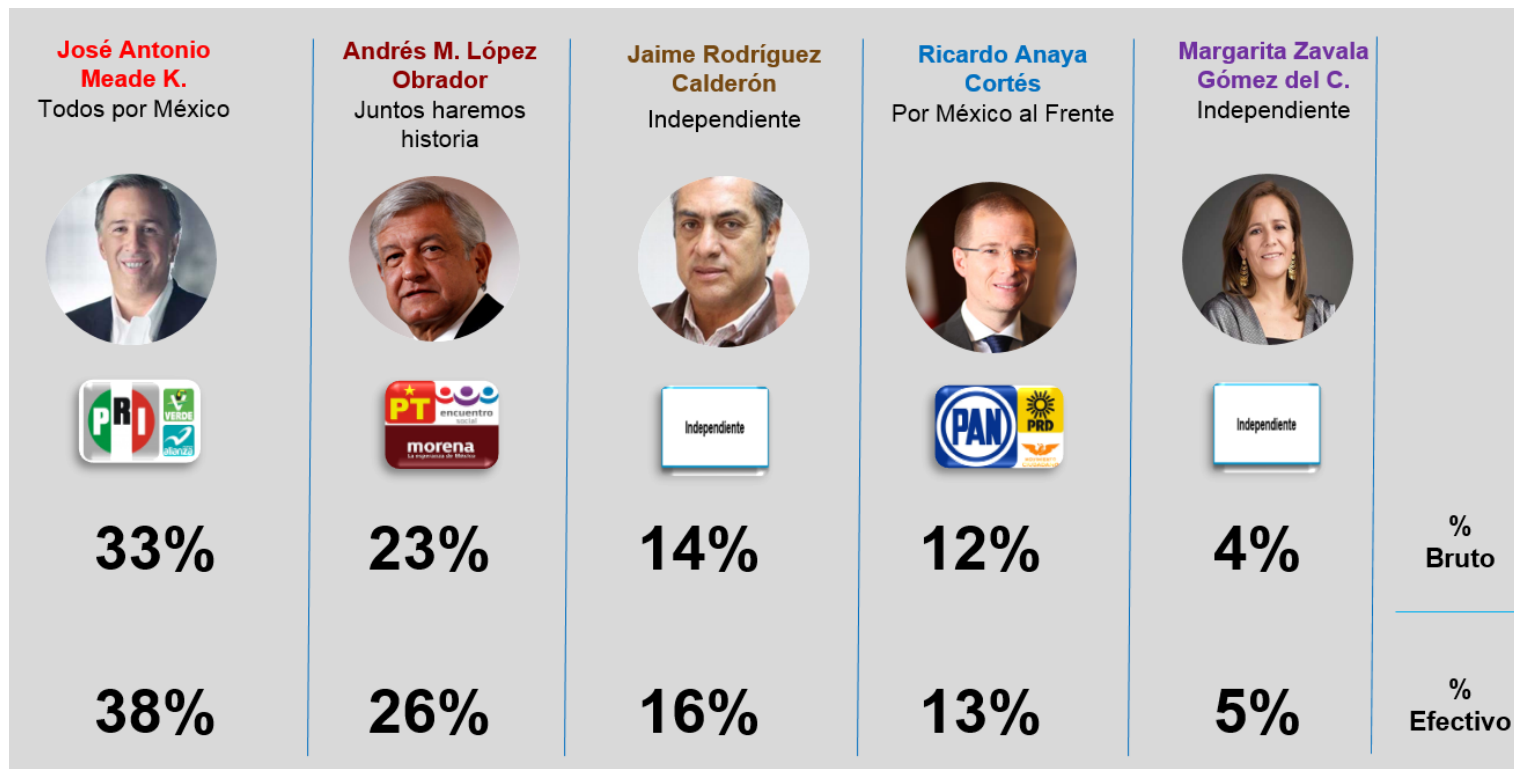 José Antonio
Meade K.
Todos por México
Andrés M. López
Obrador
Juntos haremos
historia
Jaime Rodríguez
Calderón
Independiente
Ricardo Anaya
Cortés
Por México al Frente
Margarita Zavala
Gómez del C.
Independiente
PRI
VERDE
alianza
PT
encuentro
social
morena
La esperanza de México
Independiente
PAN
PRD
MOVIMIENTO
CIUDADANO
Independiente
33%
23%
14%
12%
4%
%
Bruto
38%
26%
16%
13%
5%
%
Efectivo